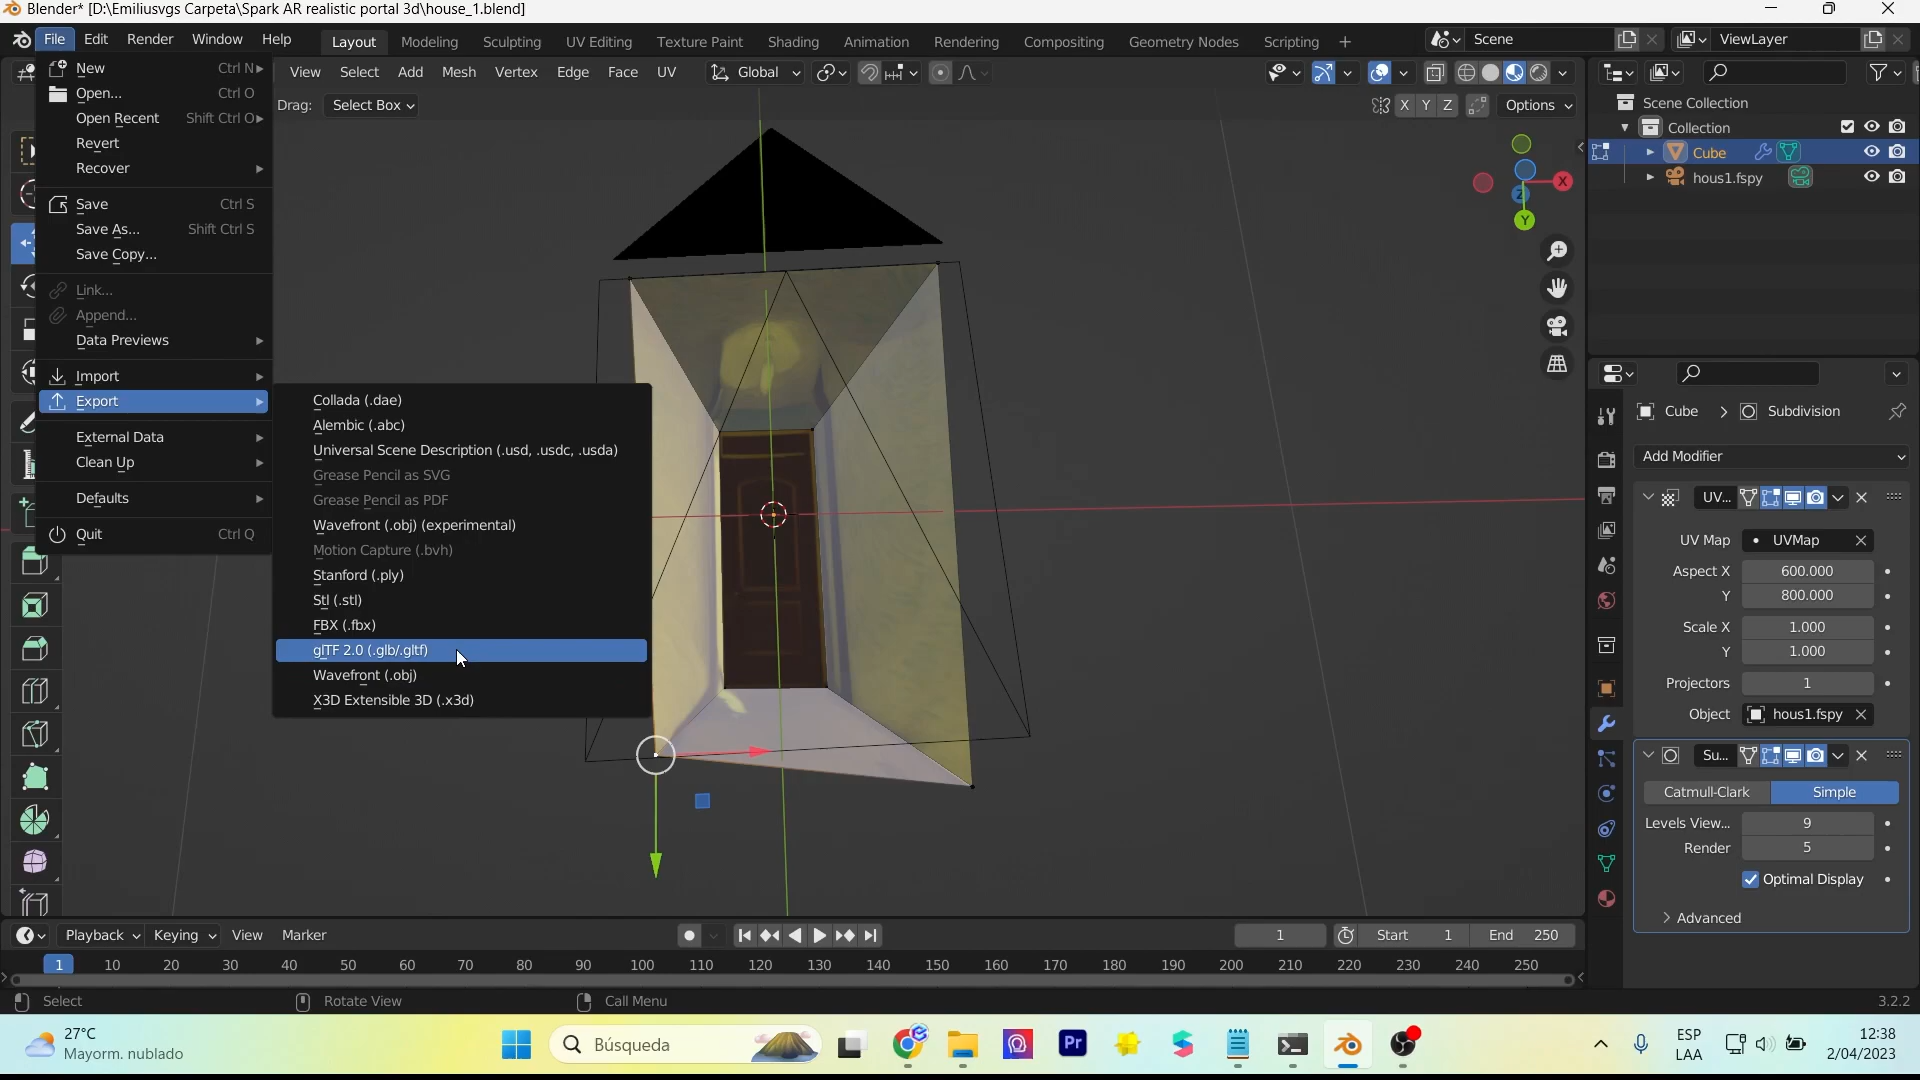 Blender* [D:\Emiliusvgs Carpeta\Spark AR realistic portal 3d\house_1.blend]
File Edit Render Window Help Layout Modeling Sculpting UV Editing Texture Paint Shading Animation Rendering Compositing Geometry Nodes Scripting + Scene ViewLayer
View Select Add Mesh Vertex Edge Face UV Global
Drag: Select Box X Y Z Options
New Ctrl N
Open... Ctrl O
Open Recent Shift Ctrl O
Revert
Recover
Save Ctrl S
Save As... Shift Ctrl S
Save Copy...
Link...
Append...
Data Previews
Import
Export
External Data
Clean Up
Defaults
Quit Ctrl Q
Collada (.dae)
Alembic (.abc)
Universal Scene Description (.usd, .usdc, .usda)
Grease Pencil as SVG
Grease Pencil as PDF
Wavefront (.obj) (experimental)
Motion Capture (.bvh)
Stanford (.ply)
Stl (.stl)
FBX (.fbx)
glTF 2.0 (.glb/.gltf)
Wavefront (.obj)
X3D Extensible 3D (.x3d)
X
Z
Y
Scene Collection
Collection
Cube
hous1.fspy
Cube > Subdivision
Add Modifier
UV...
UV Map UVMap
Aspect X 600.000
Y 800.000
Scale X 1.000
Y 1.000
Projectors 1
Object hous1.fspy
Su...
Catmull-Clark Simple
Levels View... 9
Render 5
Optimal Display
Advanced
Playback Keying View Marker 1 Start 1 End 250
1 10 20 30 40 50 60 70 80 90 100 110 120 130 140 150 160 170 180 190 200 210 220 230 240 250
Select Rotate View Call Menu 3.2.2
27°C
Mayorm. nublado
Búsqueda
Pr
ESP
LAA
12:38
2/04/2023